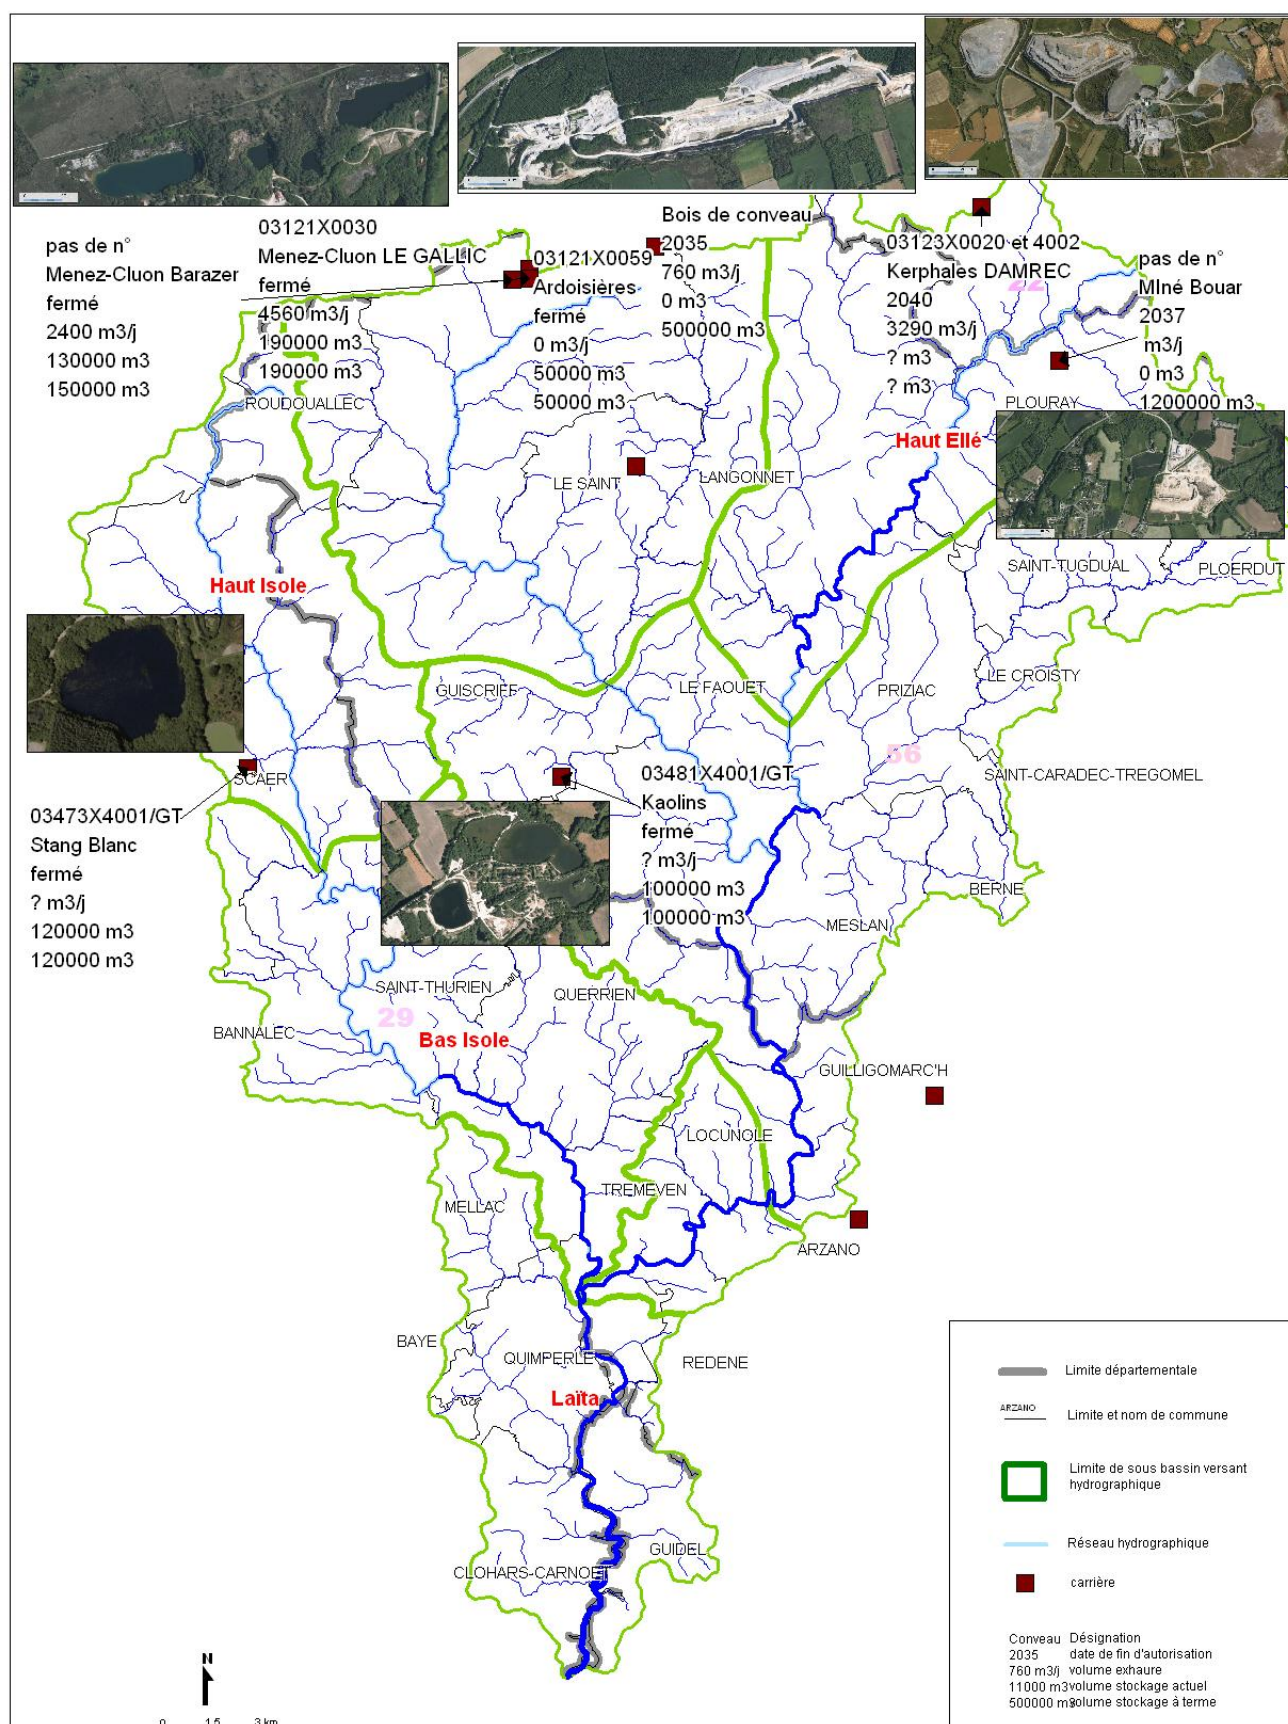 pas de n°
Menez-Cluon Barazer
fermé
2400 m3/j
130000 m3
150000 m3
03121X0030
Menez-Cluon LE GALLIC
fermé
4560 m3/j
190000 m3
190000 m3
03121X0059
Ardoisières
fermé
0 m3/j
50000 m3
50000 m3
Bois de conveau
2035
760 m3/j
0 m3
500000 m3
03123X0020 et 4002
Kerphales DAMREC
2040
3290 m3/j
? m3
? m3
22
pas de n°
MIné Bouar
2037
m3/j
0 m3
1200000 m3
ROUDOUALLEC
PLOURAY
Haut Ellé
LE SAINT
LANGONNET
SAINT-TUGDUAL
PLOERDUT
Haut Isole
GUISCRIFF
LE FAOUET
PRIZIAC
LE CROISTY
56
SAINT-CARADEC-TREGOMEL
SCAER
03473X4001/GT
Stang Blanc
fermé
? m3/j
120000 m3
120000 m3
03481X4001/GT
Kaolins
fermé
? m3/j
100000 m3
100000 m3
BERNE
MESLAN
SAINT-THURIEN
QUERRIEN
29
BANNALEC
Bas Isole
GUILLIGOMARC'H
LOCUNOLE
TREMEVEN
MELLAC
ARZANO
BAYE
QUIMPERLE
REDENE
Laïta
GUIDEL
CLOHARS-CARNOET
N
0 1,5 3 km
Limite départementale
ARZANO Limite et nom de commune
Limite de sous bassin versant
hydrographique
Réseau hydrographique
carrière
Conveau Désignation
2035 date de fin d'autorisation
760 m3/j volume exhaure
11000 m3 volume stockage actuel
500000 m3 volume stockage à terme